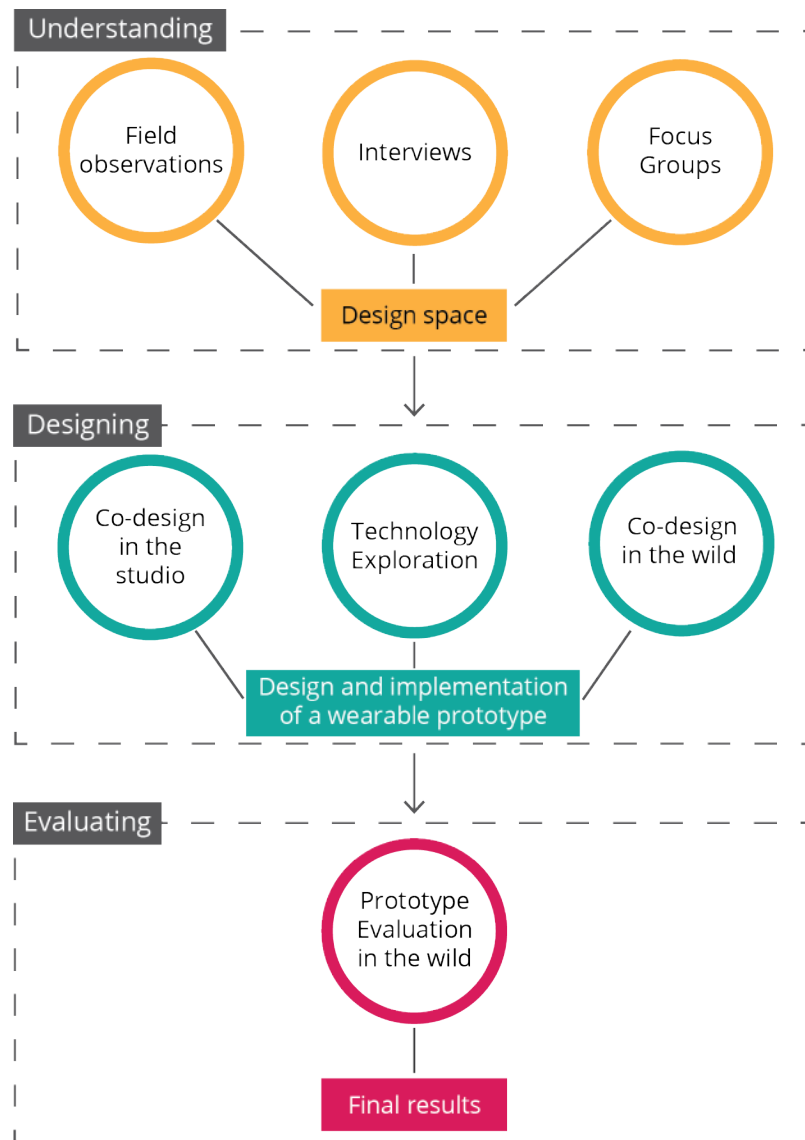 Understanding
Field
observations
Interviews
Focus
Groups
Design space
Designing
Co-design
in the
studio
Technology
Exploration
Co-design
in the wild
Design and implementation
of a wearable prototype
Evaluating
Prototype
Evaluation
in the wild
Final results